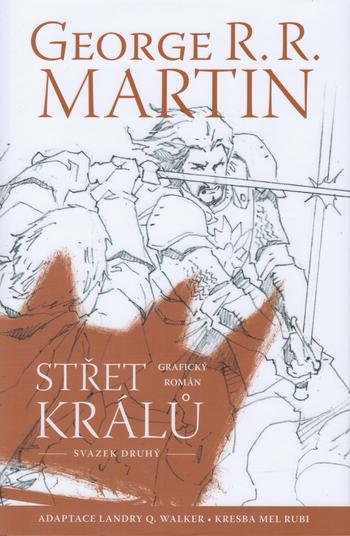 GEORGE R. R.
MARTIN
STŘET
GRAFICKÝ
ROMÁN
KRÁLŮ
SVAZEK DRUHÝ
ADAPTACE LANDRY Q. WALKER • KRESBA MEL RUBI